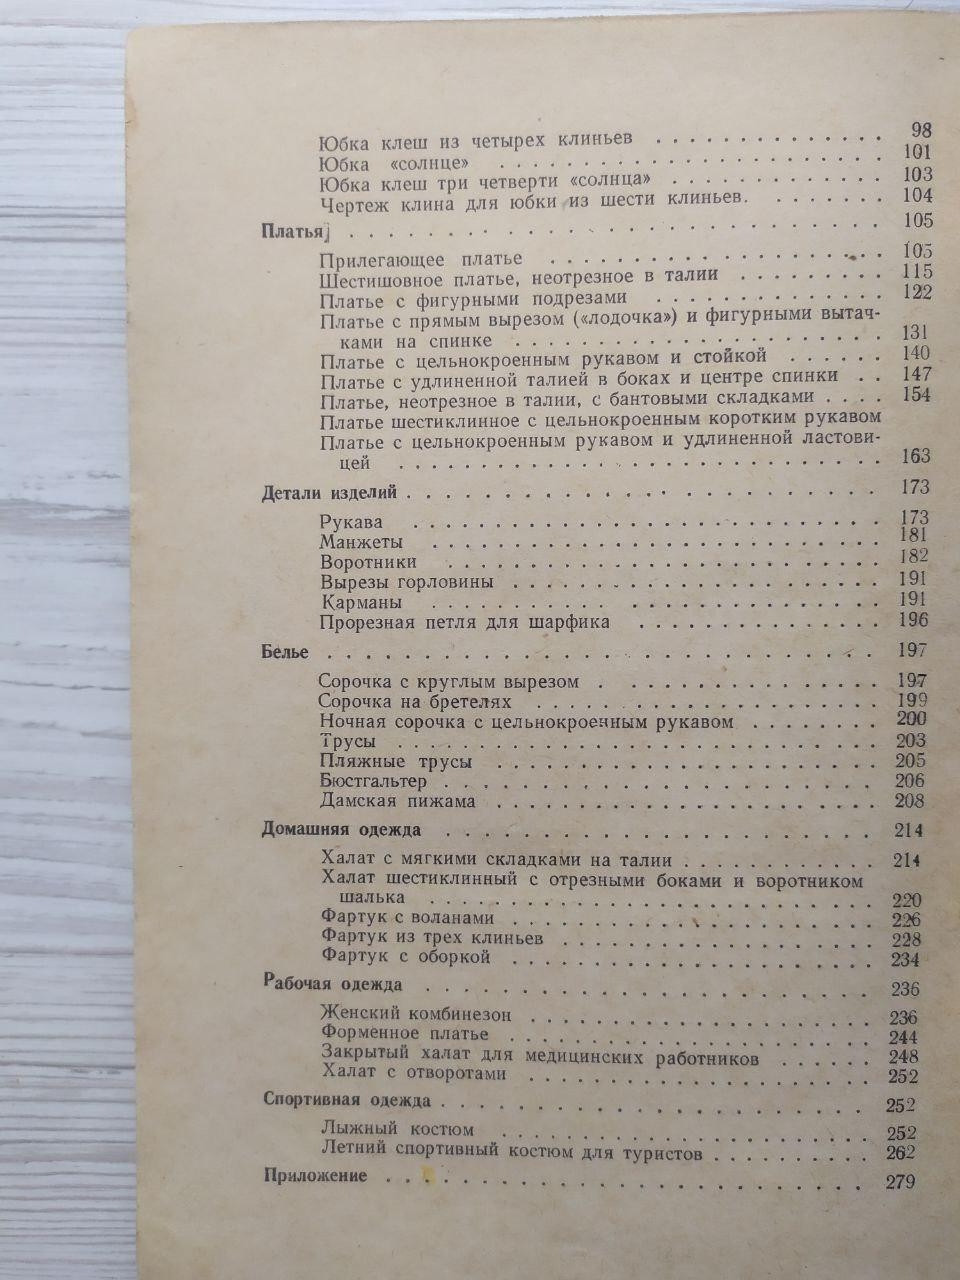 Юбка клеш из четырех клиньев . . . . . . . . . . . . . 98
Юбка «солнце» . . . . . . . . . . . . . . . . . . . . 101
Юбка клеш три четверти «солнца» . . . . . . . . . . . . 103
Чертеж клина для юбки из шести клиньев. . . . . . . . 104
Платья . . . . . . . . . . . . . . . . . . . . . . . . . 105
Прилегающее платье . . . . . . . . . . . . . . . . . 105
Шестишовное платье, неотрезное в талии . . . . . . . . . 115
Платье с фигурными подрезами . . . . . . . . . . . . . 122
Платье с прямым вырезом («лодочка») и фигурными вытач-
ками на спинке . . . . . . . . . . . . . . . . . . . 131
Платье с цельнокроенным рукавом и стойкой . . . . . . 140
Платье с удлиненной талией в боках и центре спинки . . 147
Платье, неотрезное в талии, с бантовыми складками . . . . 154
Платье шестиклинное с цельнокроенным коротким рукавом
Платье с цельнокроенным рукавом и удлиненной ластови-
цей . . . . . . . . . . . . . . . . . . . . . . . . . 163
Детали изделий . . . . . . . . . . . . . . . . . . . . . . 173
Рукава . . . . . . . . . . . . . . . . . . . . . . . . 173
Манжеты . . . . . . . . . . . . . . . . . . . . . . . 181
Воротники . . . . . . . . . . . . . . . . . . . . . . 182
Вырезы горловины . . . . . . . . . . . . . . . . . . . 191
Карманы . . . . . . . . . . . . . . . . . . . . . . . 191
Прорезная петля для шарфика . . . . . . . . . . . . . 196
Белье . . . . . . . . . . . . . . . . . . . . . . . . . . 197
Сорочка с круглым вырезом . . . . . . . . . . . . . . 197
Сорочка на бретелях . . . . . . . . . . . . . . . . . . 199
Ночная сорочка с цельнокроенным рукавом . . . . . . . 200
Трусы . . . . . . . . . . . . . . . . . . . . . . . . 203
Пляжные трусы . . . . . . . . . . . . . . . . . . . . 205
Бюстгальтер . . . . . . . . . . . . . . . . . . . . . . 206
Дамская пижама . . . . . . . . . . . . . . . . . . . . 208
Домашняя одежда . . . . . . . . . . . . . . . . . . . . 214
Халат с мягкими складками на талии . . . . . . . . . . . 214
Халат шестиклинный с отрезными боками и воротником
шалька . . . . . . . . . . . . . . . . . . . . . . . 220
Фартук с воланами . . . . . . . . . . . . . . . . . . . 226
Фартук из трех клиньев . . . . . . . . . . . . . . . . 228
Фартук с оборкой . . . . . . . . . . . . . . . . . . . 234
Рабочая одежда . . . . . . . . . . . . . . . . . . . . . 236
Женский комбинезон . . . . . . . . . . . . . . . . . . 236
Форменное платье . . . . . . . . . . . . . . . . . . . 244
Закрытый халат для медицинских работников . . . . . . 248
Халат с отворотами . . . . . . . . . . . . . . . . . . 252
Спортивная одежда . . . . . . . . . . . . . . . . . . . . 252
Лыжный костюм . . . . . . . . . . . . . . . . . . . . 252
Летний спортивный костюм для туристов . . . . . . . . . . 262
Приложение . . . . . . . . . . . . . . . . . . . . . . . 279